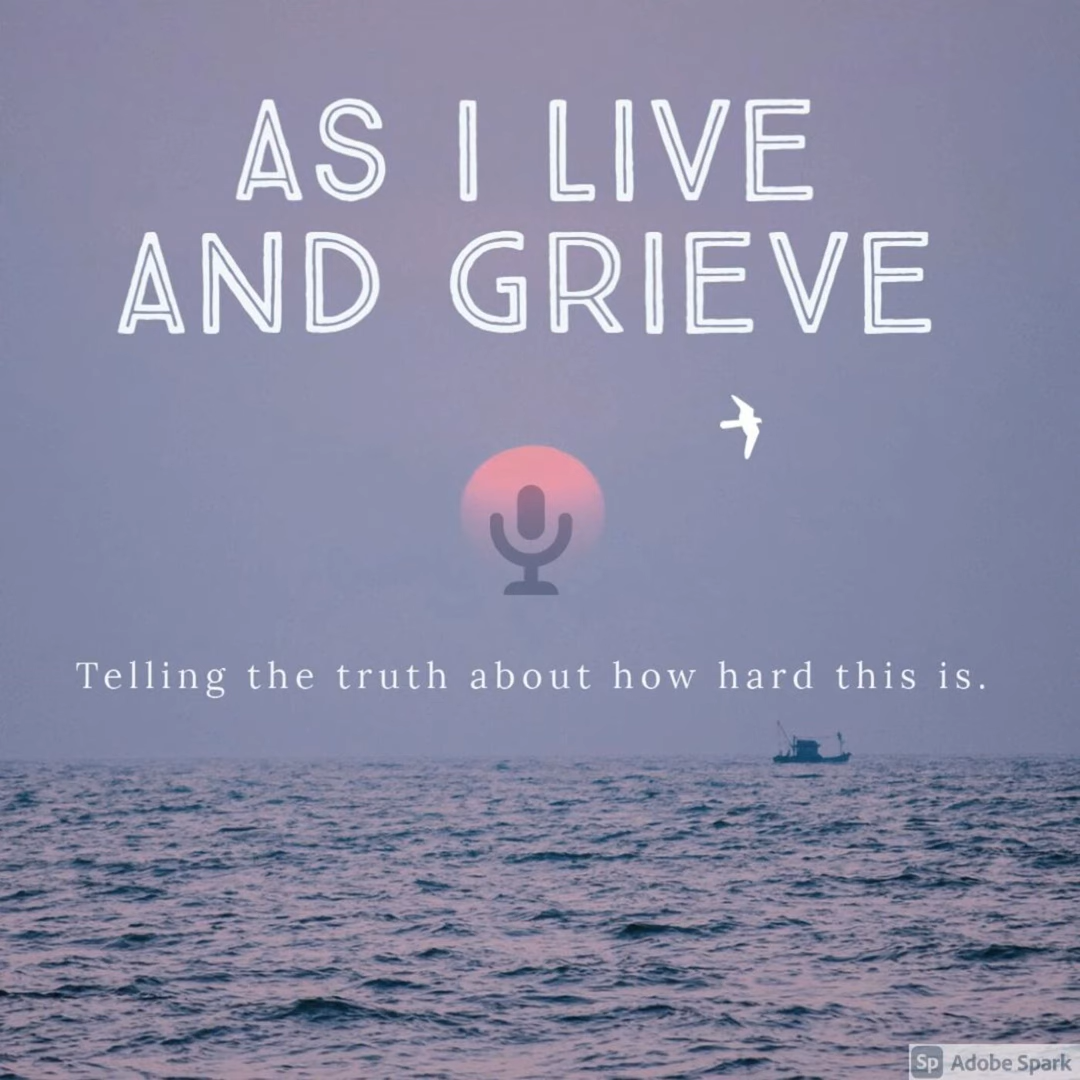 AS I LIVE
AND GRIEVE
Telling the truth about how hard this is.
Sp Adobe Spark